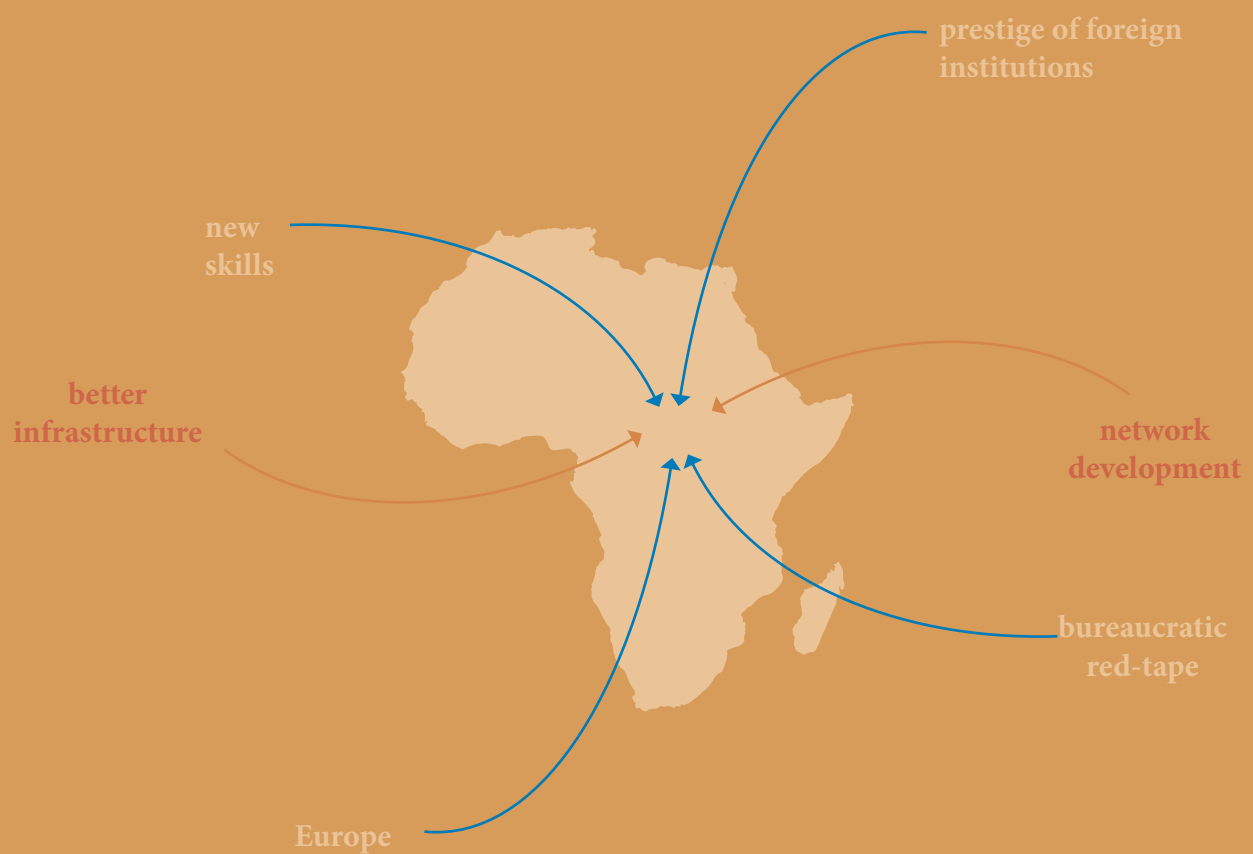 prestige of foreign
institutions
new
skills
better
infrastructure
network
development
bureaucratic
red-tape
Europe